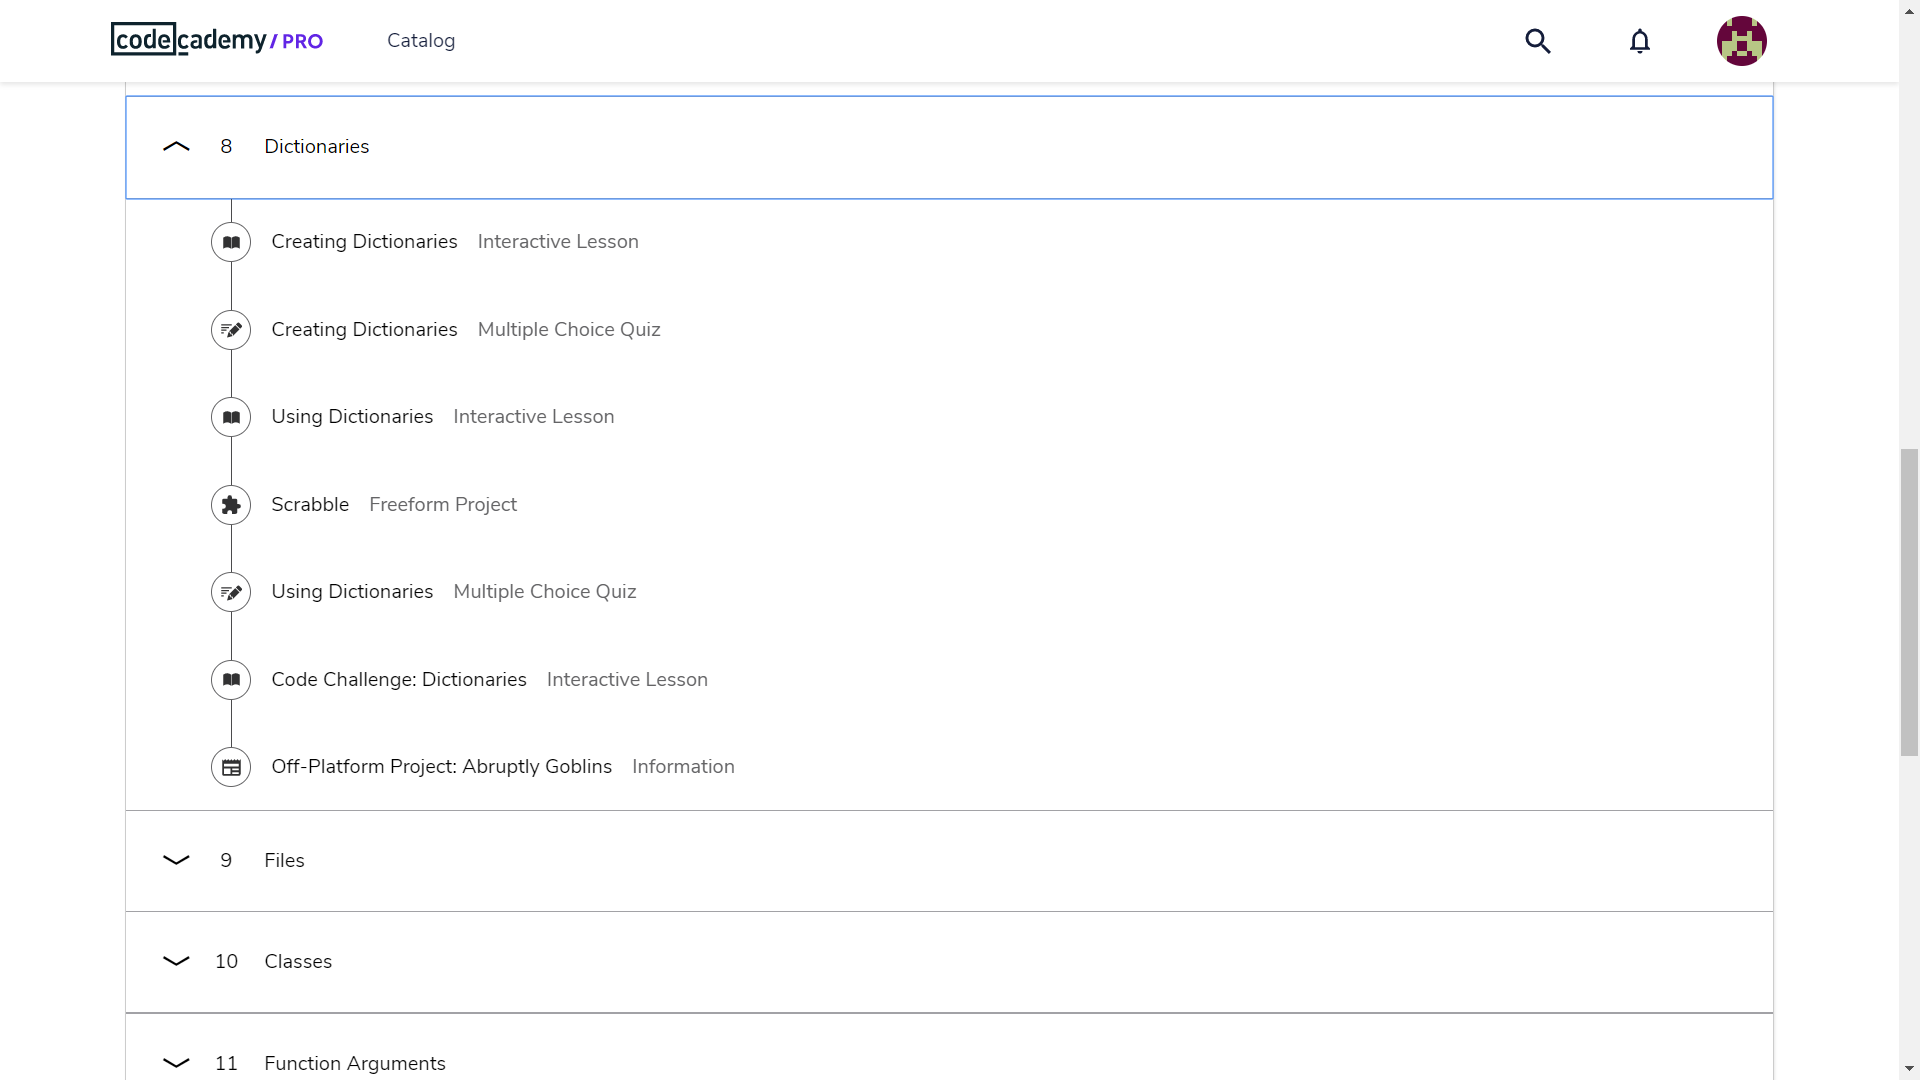 codecademy/PRO Catalog
8 Dictionaries
Creating Dictionaries Interactive Lesson
Creating Dictionaries Multiple Choice Quiz
Using Dictionaries Interactive Lesson
Scrabble Freeform Project
Using Dictionaries Multiple Choice Quiz
Code Challenge: Dictionaries Interactive Lesson
Off-Platform Project: Abruptly Goblins Information
9 Files
10 Classes
11 Function Arguments